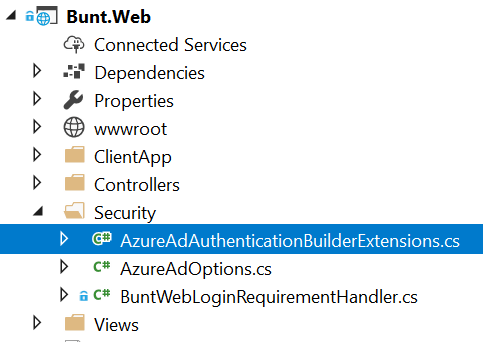 Bunt.Web
Connected Services
Dependencies
Properties
wwwroot
ClientApp
Controllers
Security
C# AzureAdAuthenticationBuilderExtensions.cs
C# AzureAdOptions.cs
C# BuntWebLoginRequirementHandler.cs
Views